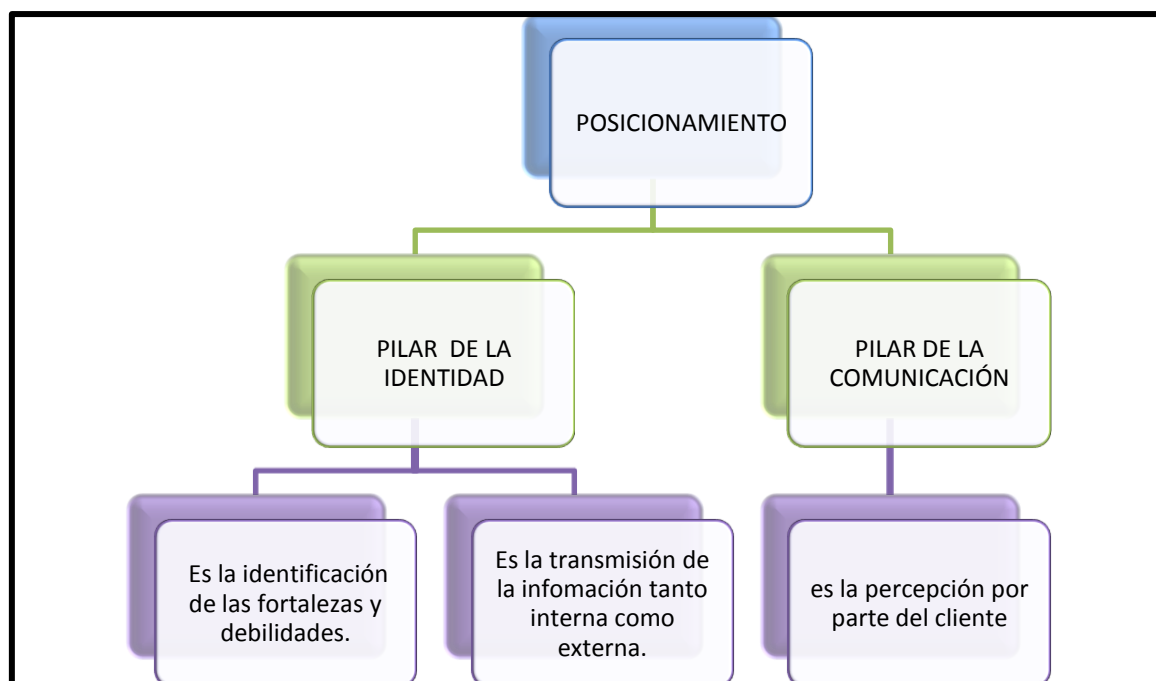 POSICIONAMIENTO
PILAR DE LA
IDENTIDAD
PILAR DE LA
COMUNICACIÓN
Es la identificación
de las fortalezas y
debilidades.
Es la transmisión de
la infomación tanto
interna como
externa.
es la percepción por
parte del cliente